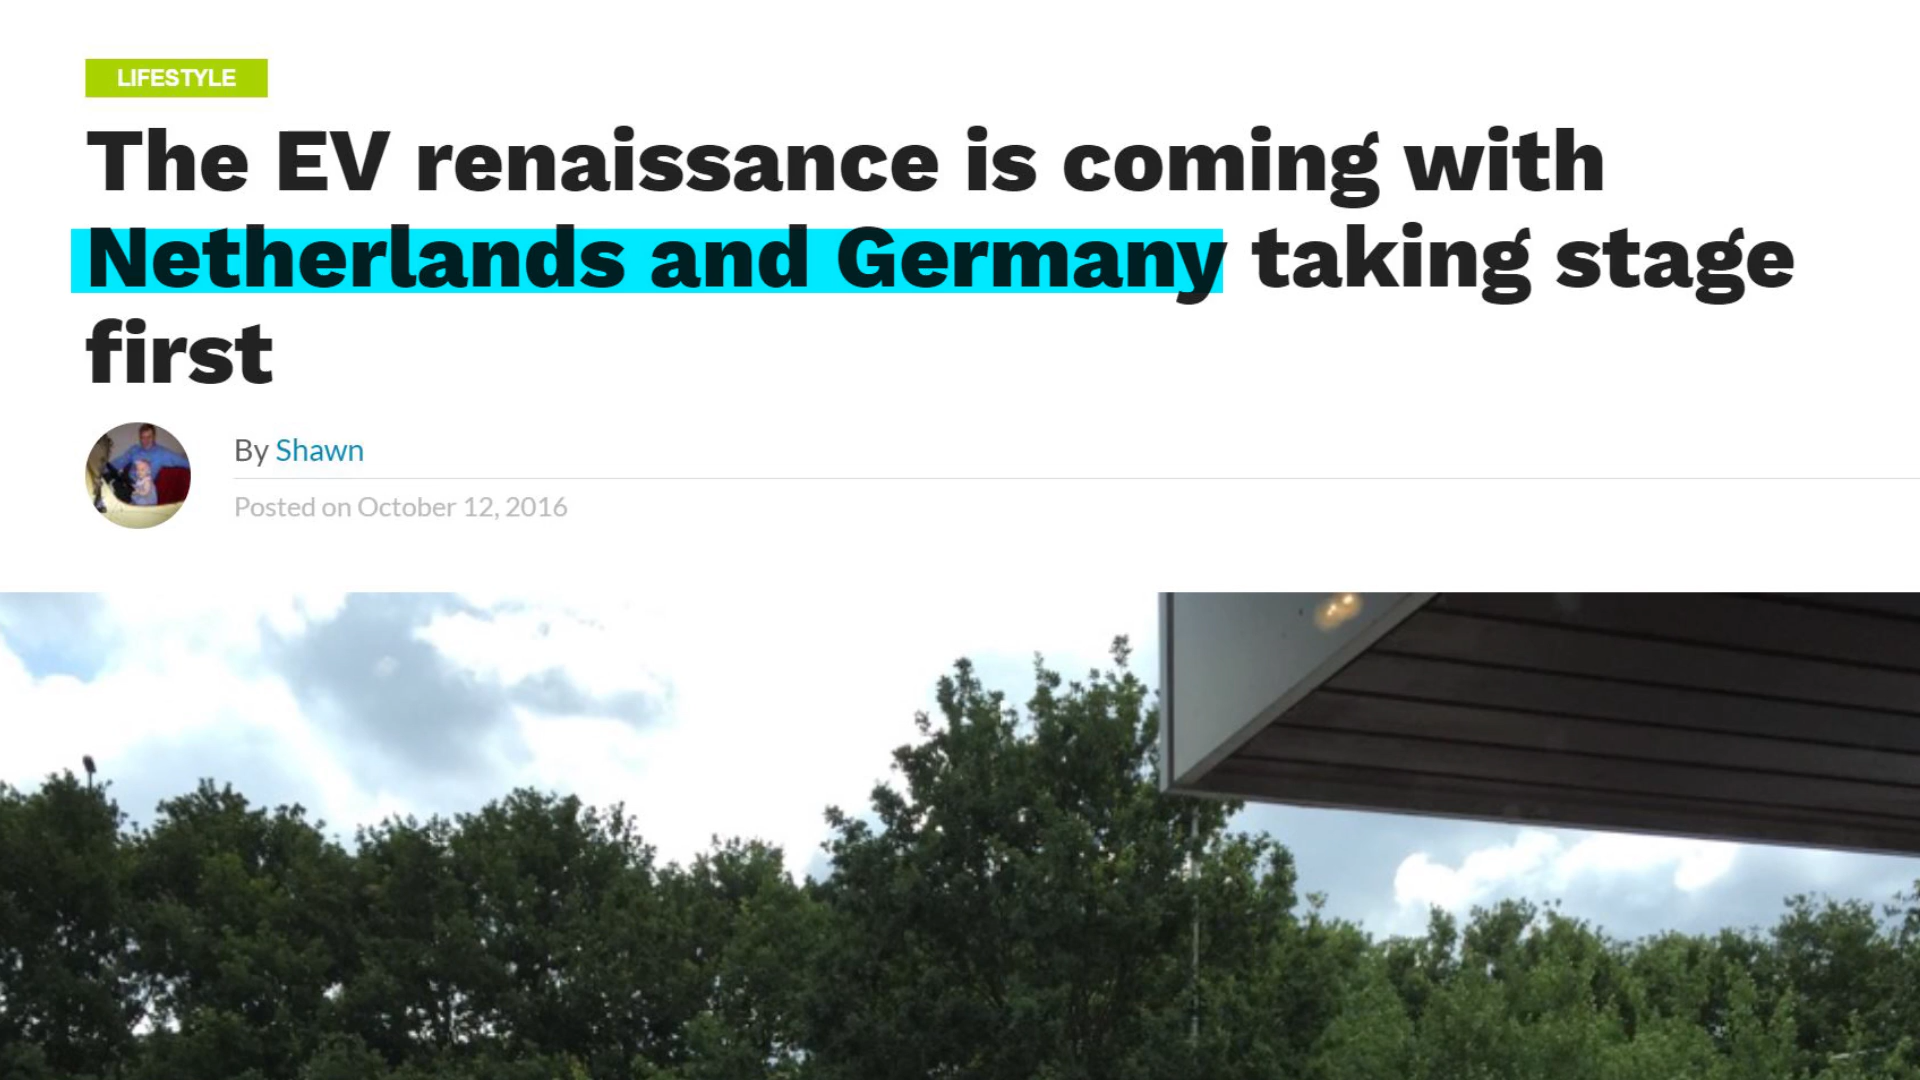 LIFESTYLE
The EV renaissance is coming with
Netherlands and Germany taking stage
first
By Shawn
Posted on October 12, 2016